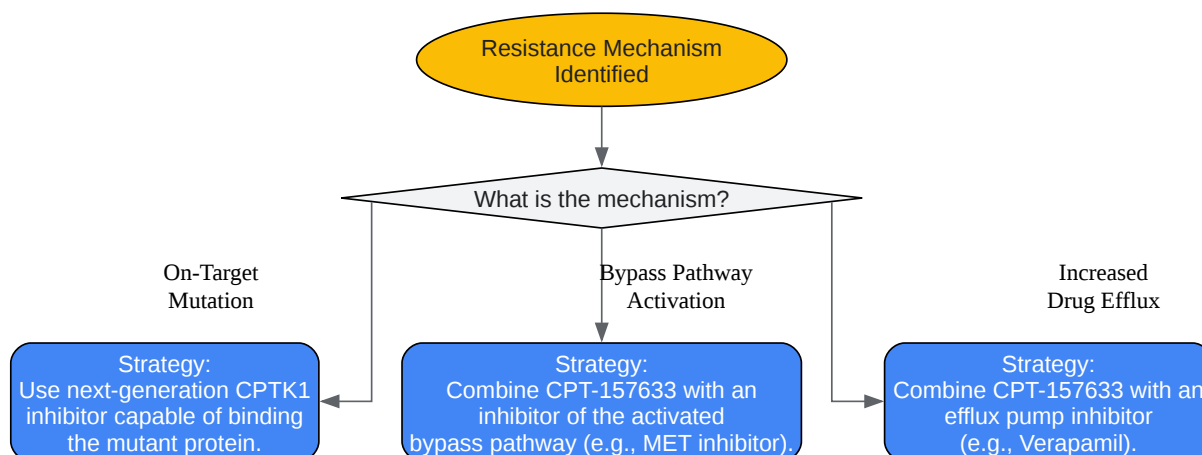 Resistance Mechanism
Identified
What is the mechanism?
On-Target
Mutation
Bypass Pathway
Activation
Increased
Drug Efflux
Strategy:
Use next-generation CPTK1
inhibitor capable of binding
the mutant protein.
Strategy:
Combine CPT-157633 with an
inhibitor of the activated
bypass pathway (e.g., MET inhibitor).
Strategy:
Combine CPT-157633 with an
efflux pump inhibitor
(e.g., Verapamil).